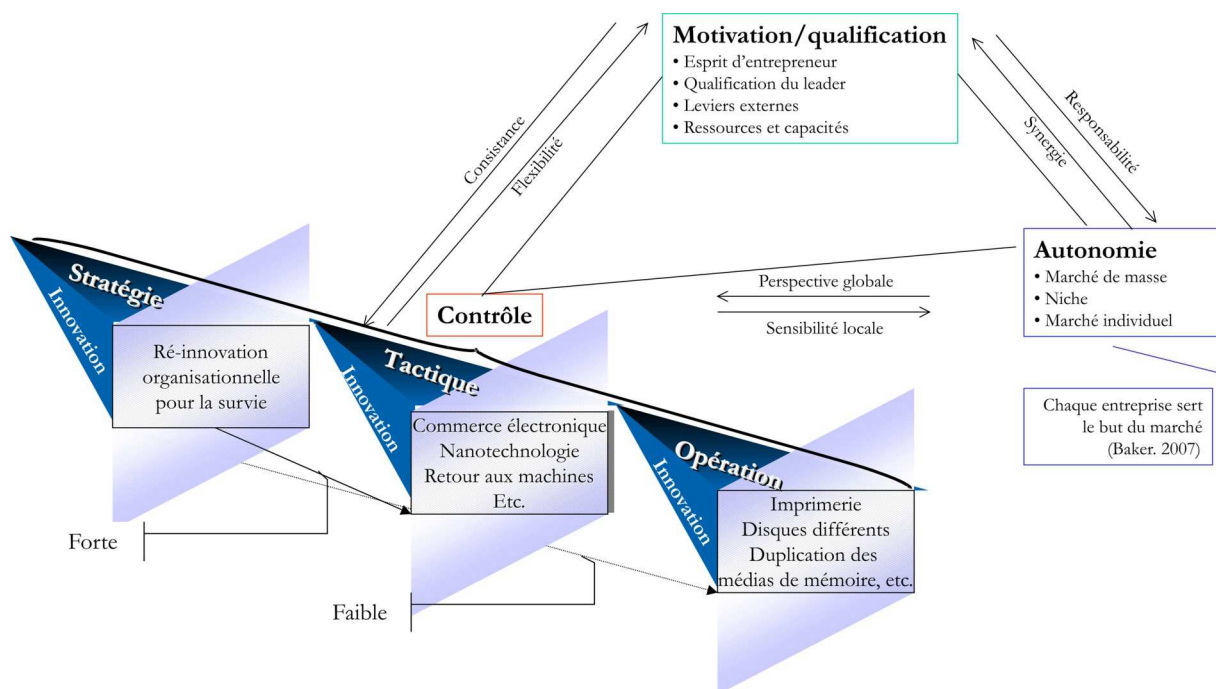 Motivation/qualification
• Esprit d'entrepreneur
• Qualification du leader
• Leviers externes
• Ressources et capacités
Consistance
Flexibilité
Responsabilité
Synergie
Autonomie
• Marché de masse
• Niche
• Marché individuel
Perspective globale
Sensibilité locale
Contrôle
Stratégie
Innovation
Ré-innovation
organisationnelle
pour la survie
Tactique
Innovation
Commerce électronique
Nanotechnologie
Retour aux machines
Etc.
Chaque entreprise sert
le but du marché
(Baker. 2007)
Opération
Innovation
Imprimerie
Disques différents
Duplication des
médias de mémoire, etc.
Forte
Faible